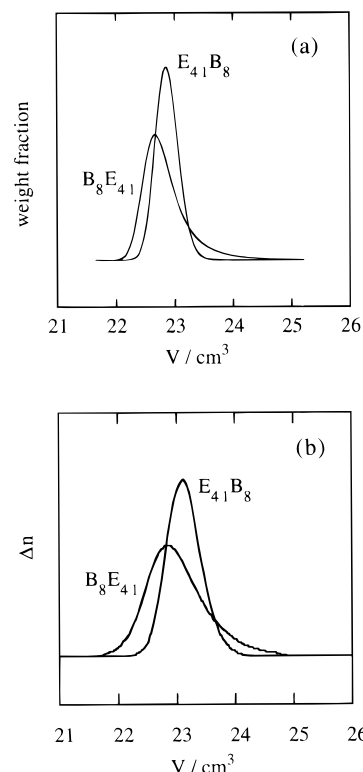 (a)
E₄₁B₈
B₈E₄₁
weight fraction
21 22 23 24 25 26
V / cm³
(b)
E₄₁B₈
B₈E₄₁
Δn
21 22 23 24 25 26
V / cm³